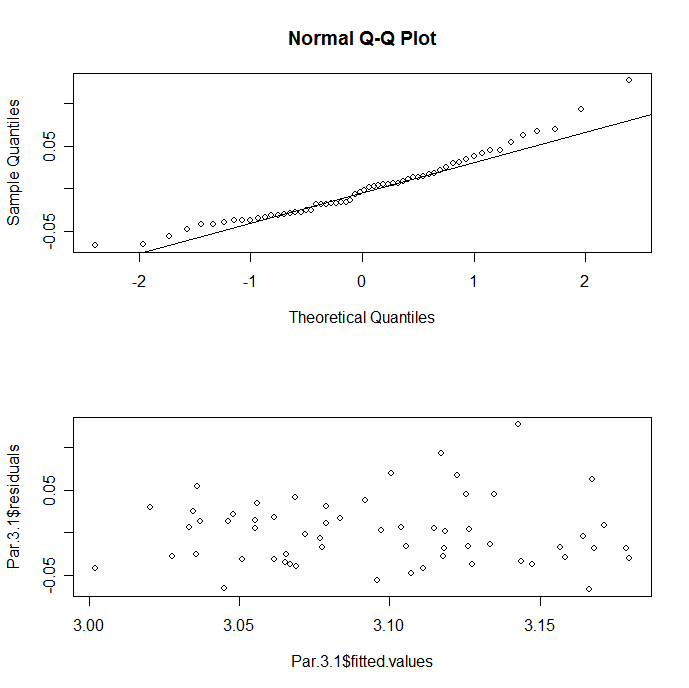 Normal Q-Q Plot
Sample Quantiles
0.05
-0.05
-2
-1
0
1
2
Theoretical Quantiles
Par.3.1$residuals
0.05
-0.05
3.00
3.05
3.10
3.15
Par.3.1$fitted.values